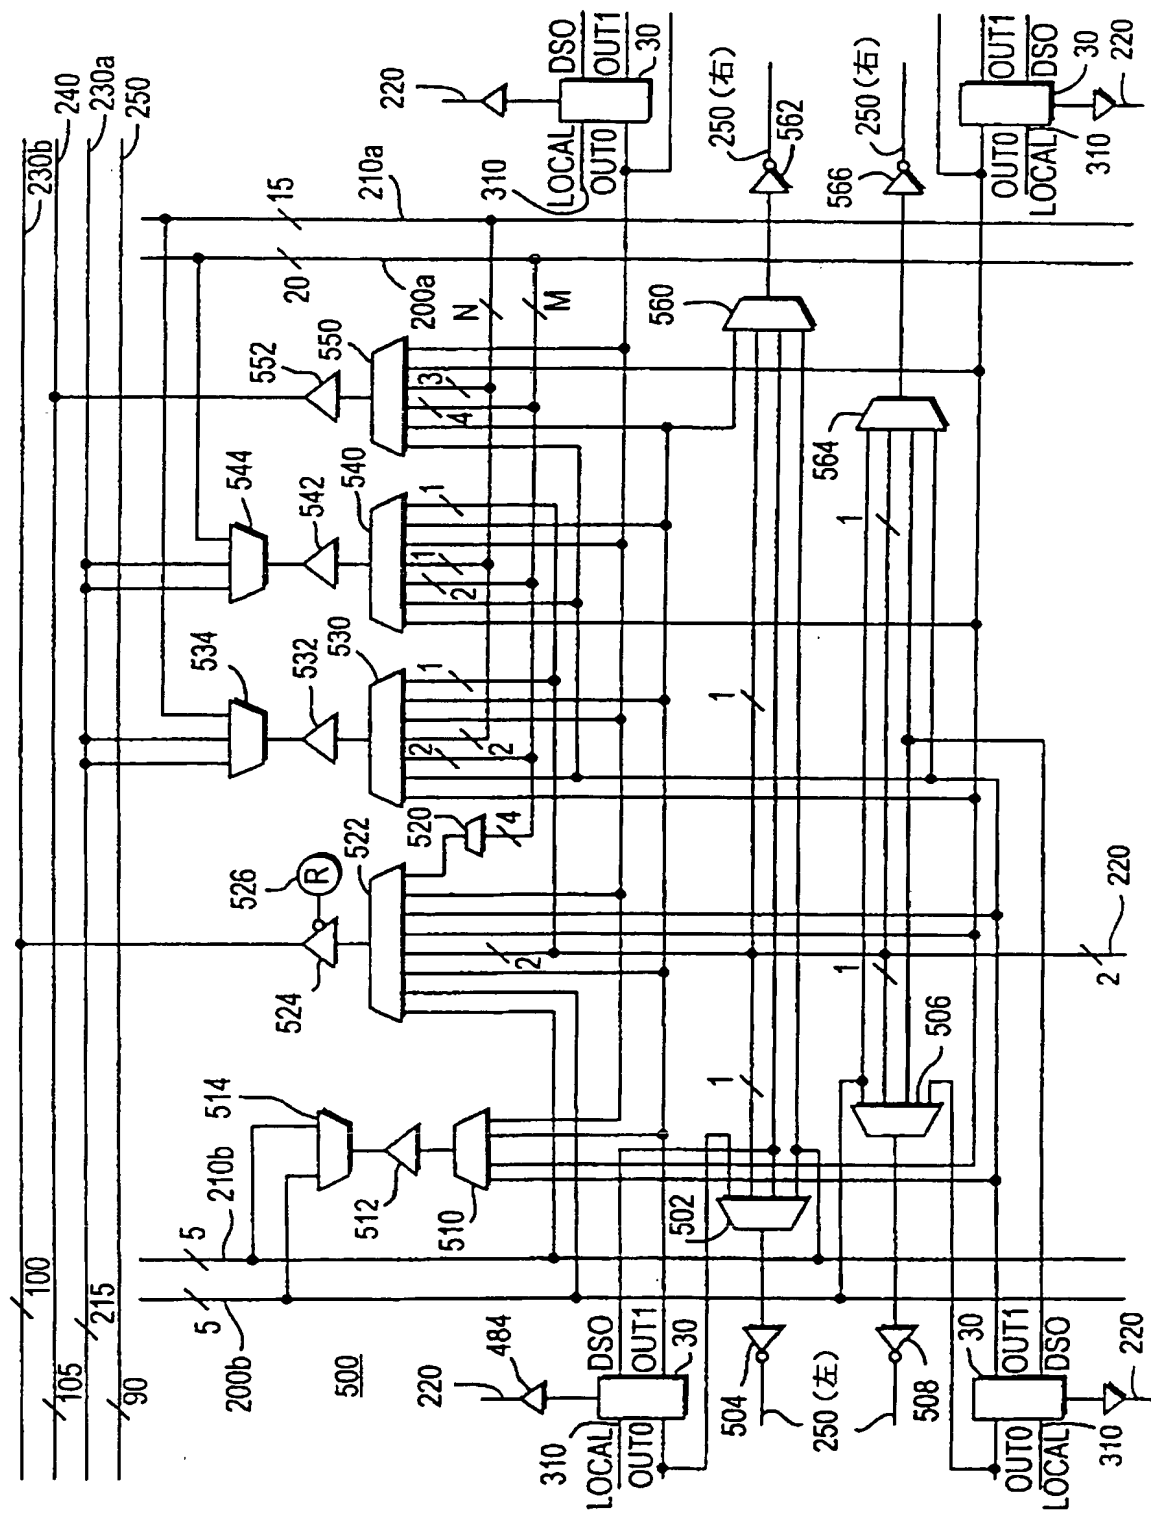 230b
240
230a
250
100
105
215
90
220
DSO
OUT1
30
LOCAL
OUT0
310
15
210a
20
200a
N
M
552
550
3
4
544
542
540
1
1
2
534
532
530
1
2
2
526
R
524
522
520
4
2
514
512
510
210b
5
5
200b
500
220
484
DSO
OUT1
30
310
LOCAL
OUT0
250 (右)
562
560
250 (右)
566
564
1
1
1
1
502
504
250 (左)
506
508
220
2
30
OUT1
DSO
220
OUT0
LOCAL
310
OUT1
DSO
30
220
OUT0
LOCAL
310